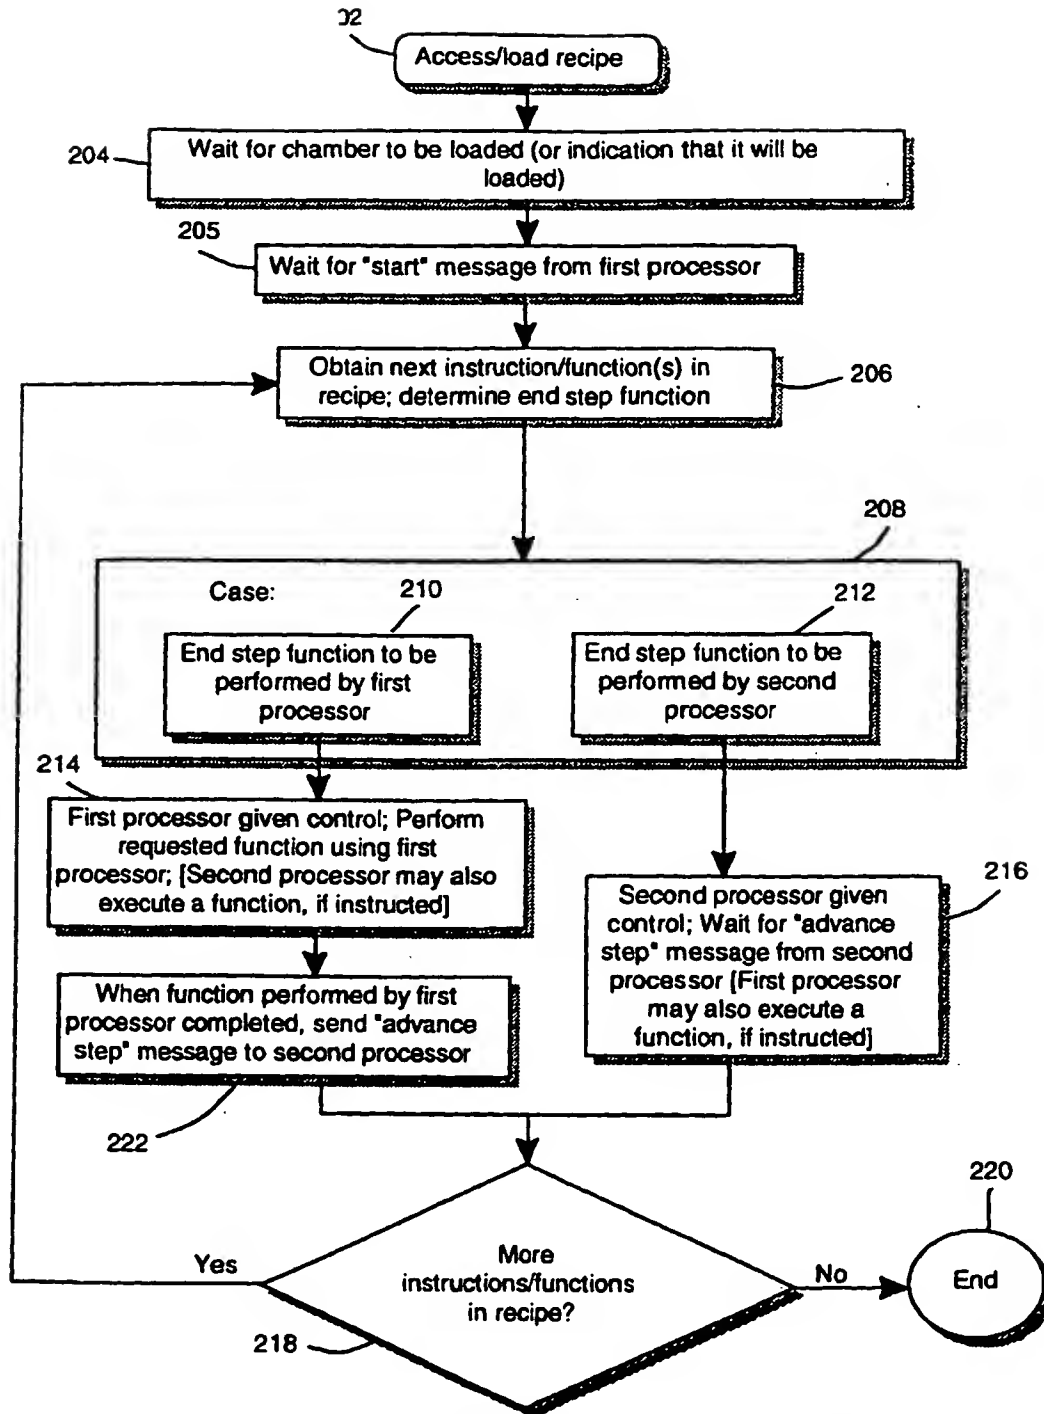 02
Access/load recipe
204
Wait for chamber to be loaded (or indication that it will be
loaded)
205
Wait for "start" message from first processor
Obtain next instruction/function(s) in
recipe; determine end step function
206
208
Case:
210
212
End step function to be
performed by first
processor
End step function to be
performed by second
processor
214
First processor given control; Perform
requested function using first
processor; [Second processor may also
execute a function, if instructed]
216
Second processor given
control; Wait for "advance
step" message from second
processor [First processor
may also execute a
function, if instructed]
When function performed by first
processor completed, send "advance
step" message to second processor
222
220
Yes
More
instructions/functions
in recipe?
No
End
218